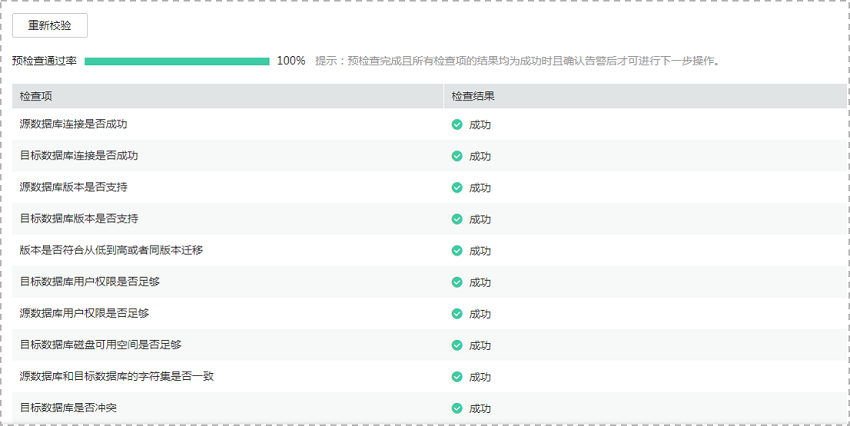 重新校验
预检查通过率 100% 提示：预检查完成且所有检查项的结果均为成功时且确认告警后才可进行下一步操作。
检查项 检查结果
源数据库连接是否成功 成功
目标数据库连接是否成功 成功
源数据库版本是否支持 成功
目标数据库版本是否支持 成功
版本是否符合从低到高或者同版本迁移 成功
目标数据库用户权限是否足够 成功
源数据库用户权限是否足够 成功
目标数据库磁盘可用空间是否足够 成功
源数据库和目标数据库的字符集是否一致 成功
目标数据库是否冲突 成功